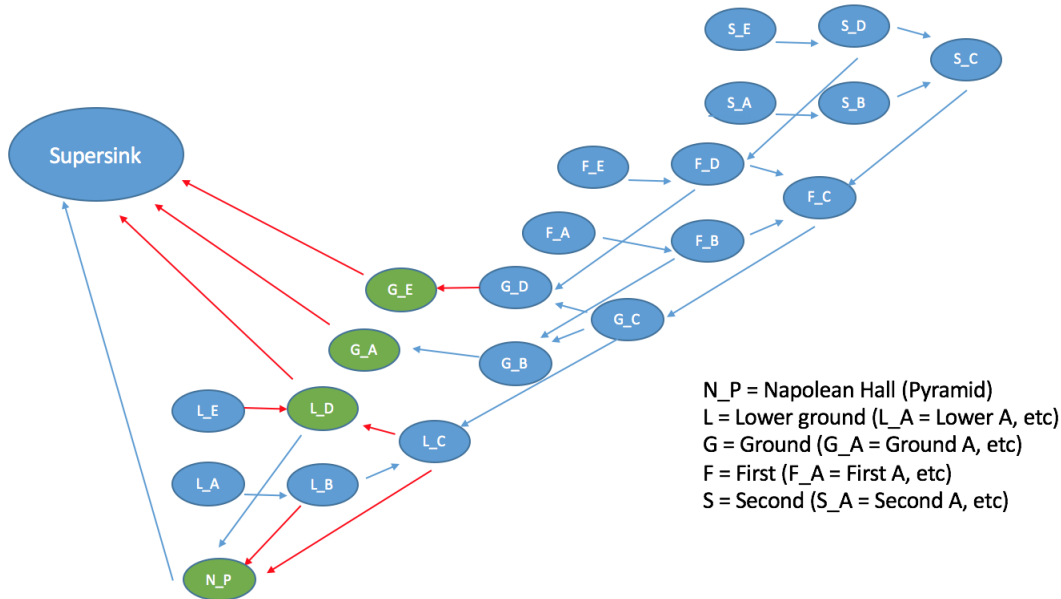 S_E
S_D
S_C
S_A
S_B
Supersink
F_E
F_D
F_C
F_A
F_B
G_E
G_D
G_C
G_A
G_B
L_E
L_D
L_C
L_A
L_B
N_P
N_P = Napolean Hall (Pyramid)
L = Lower ground (L_A = Lower A, etc)
G = Ground (G_A = Ground A, etc)
F = First (F_A = First A, etc)
S = Second (S_A = Second A, etc)